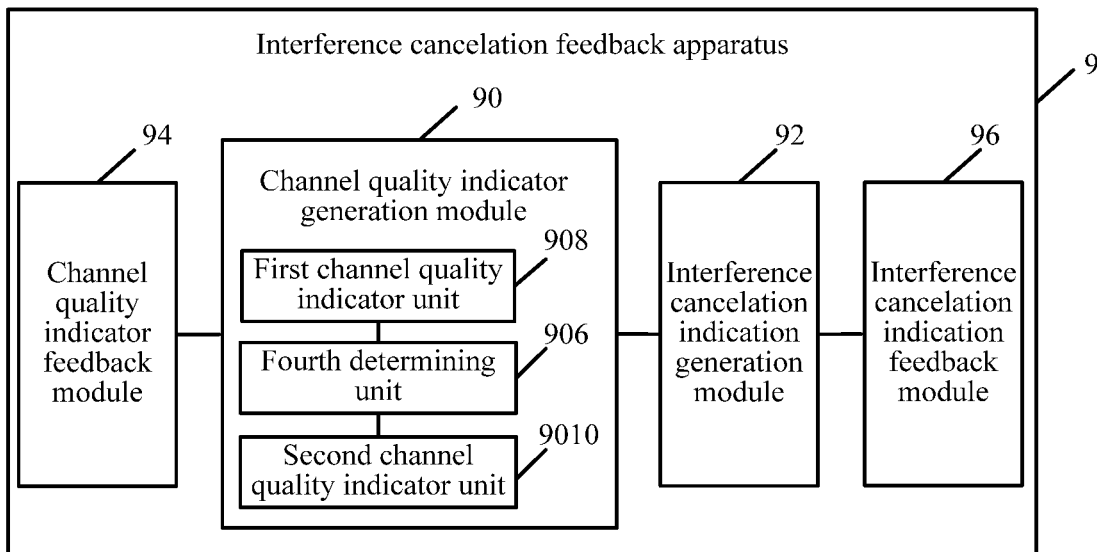 Interference cancelation feedback apparatus
9
90
94
92
96
Channel quality indicator
generation module
908
First channel quality
indicator unit
906
Fourth determining
unit
9010
Second channel
quality indicator unit
Channel
quality
indicator
feedback
module
Interference
cancelation
indication
generation
module
Interference
cancelation
indication
feedback
module